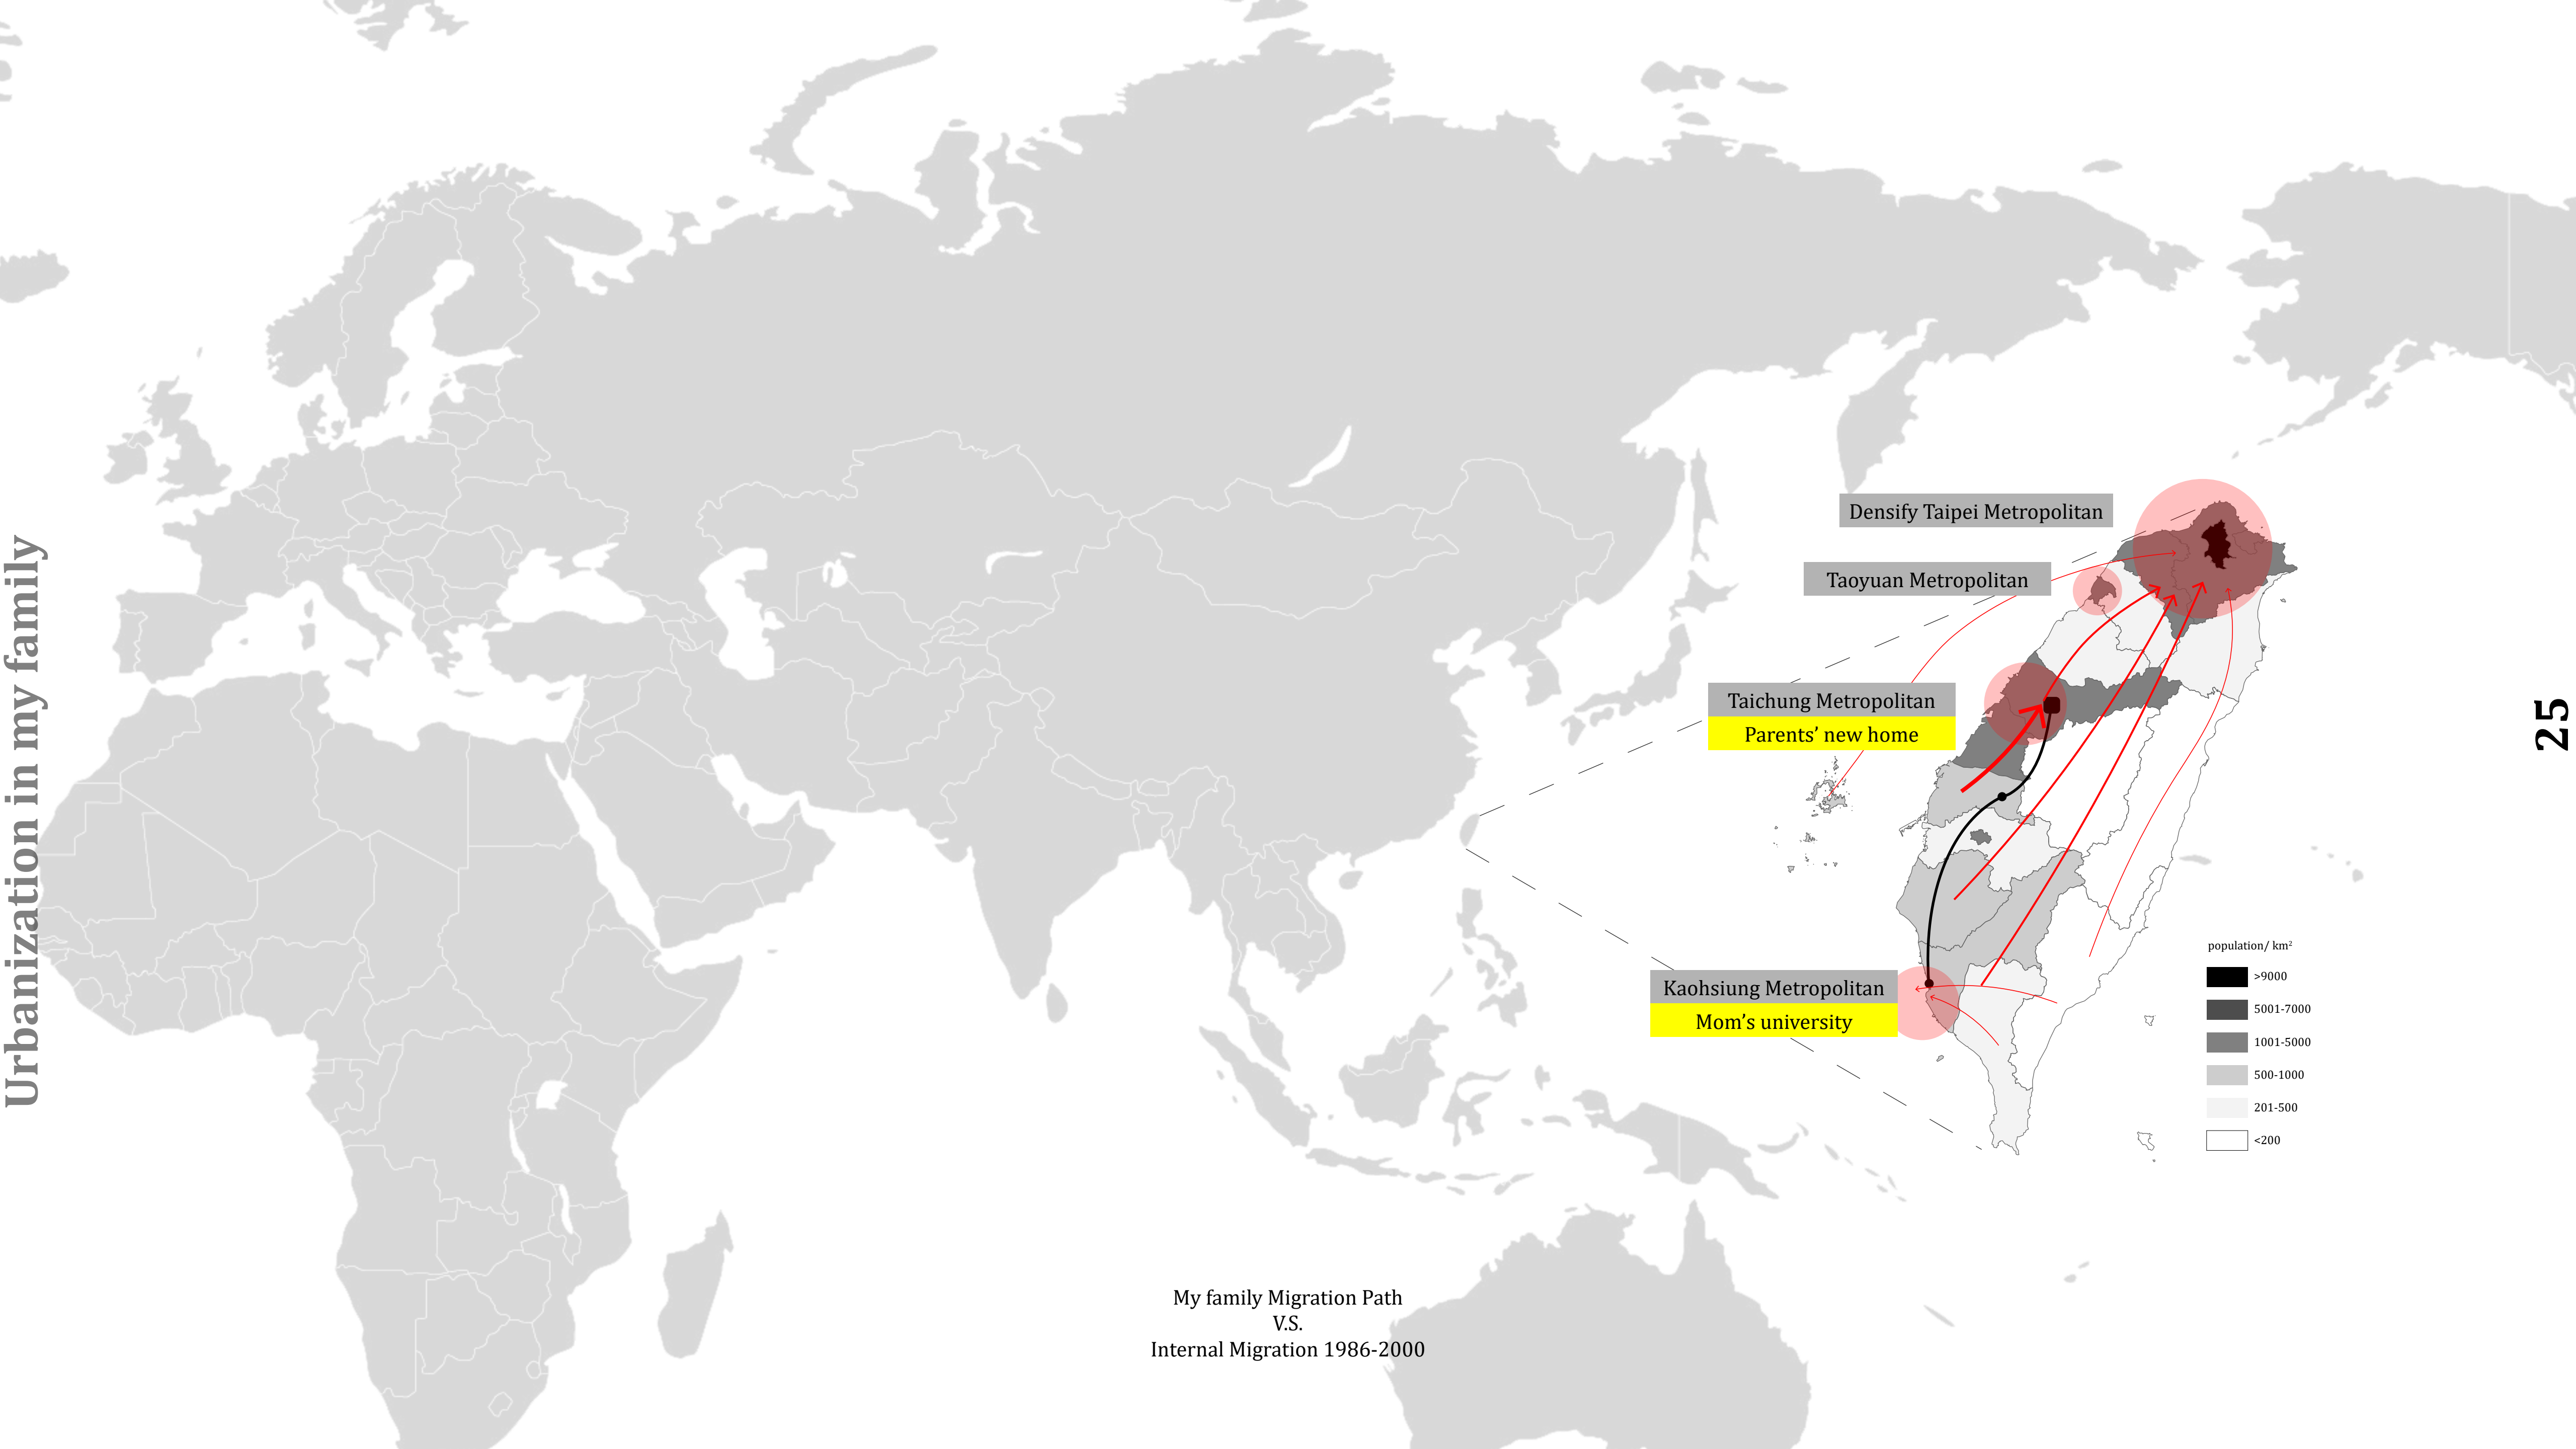 Urbanization in my family
Densify Taipei Metropolitan
Taoyuan Metropolitan
Taichung Metropolitan
Parents’ new home
Kaohsiung Metropolitan
Mom’s university
population/ km²
>9000
5001-7000
1001-5000
500-1000
201-500
<200
My family Migration Path
V.S.
Internal Migration 1986-2000
25